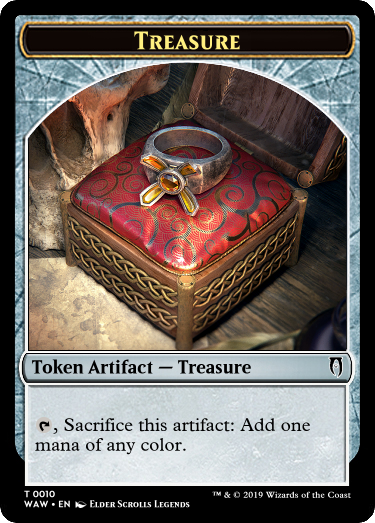 TREASURE
Token Artifact — Treasure
, Sacrifice this artifact: Add one
mana of any color.
T 0010
WAW • EN ELDER SCROLLS LEGENDS
™ & © 2019 Wizards of the Coast